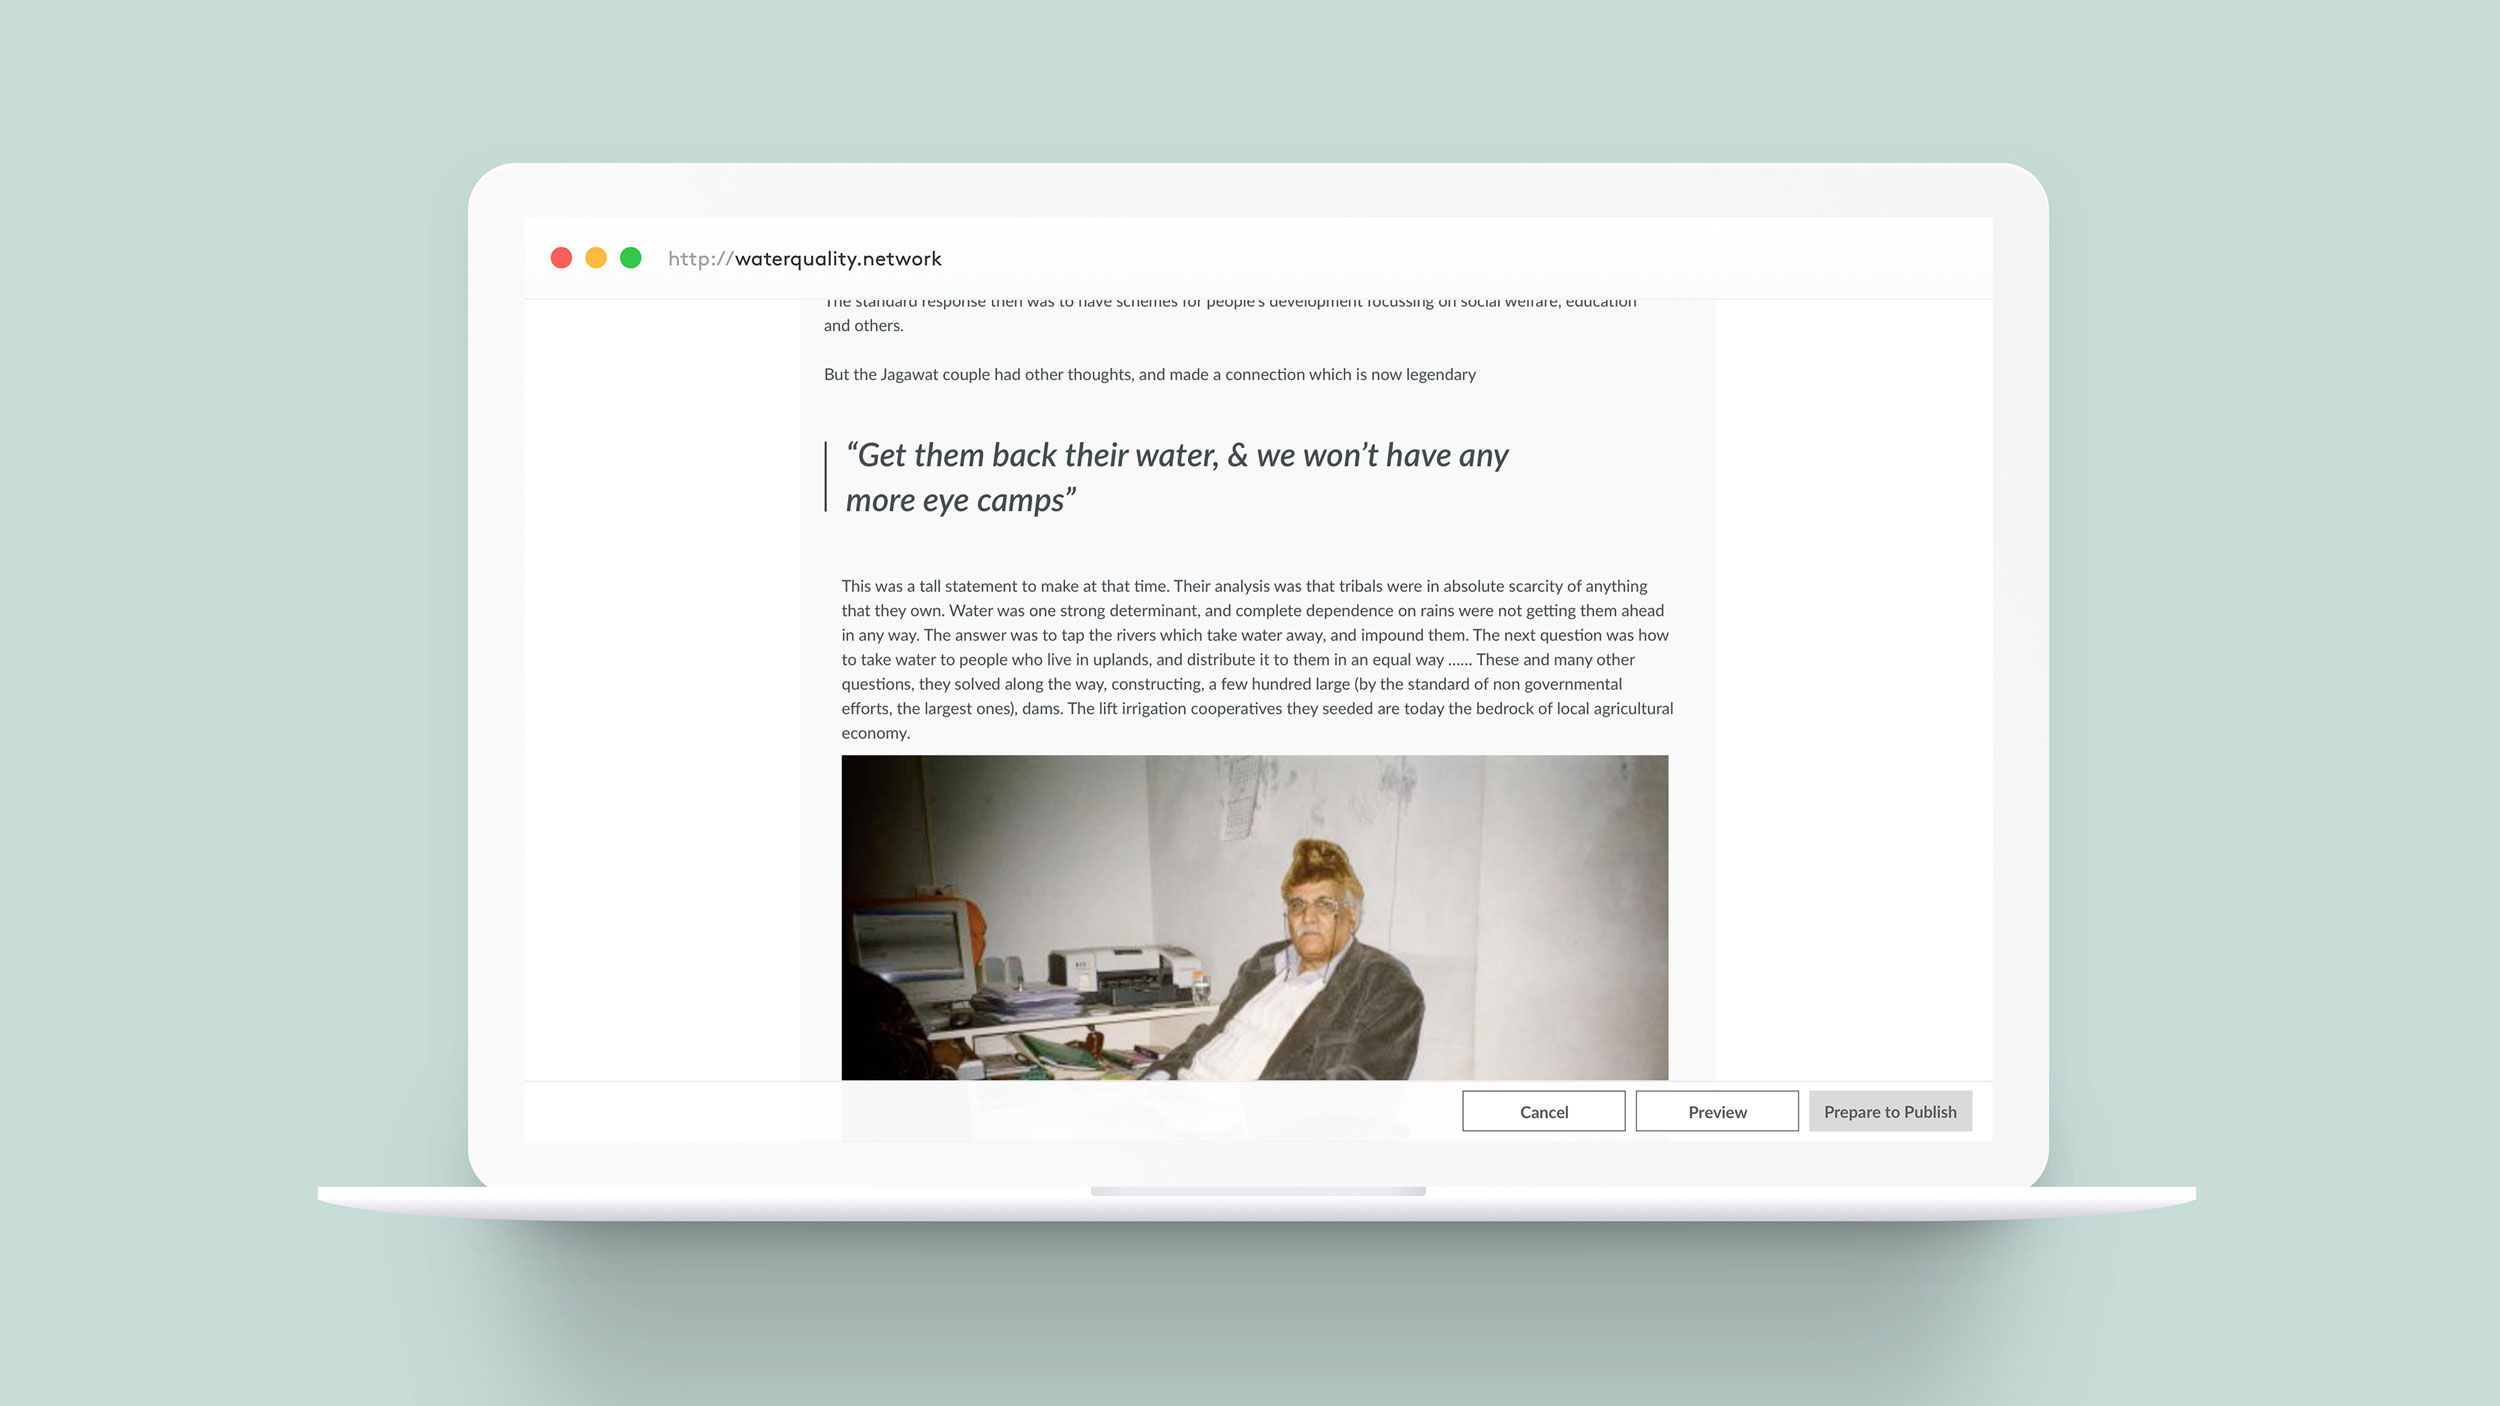 http://waterquality.network
The standard response then was to have schemes for people's development focussing on social welfare, education
and others.
But the Jagawat couple had other thoughts, and made a connection which is now legendary
“Get them back their water, & we won’t have any
more eye camps”
This was a tall statement to make at that time. Their analysis was that tribals were in absolute scarcity of anything
that they own. Water was one strong determinant, and complete dependence on rains were not getting them ahead
in any way. The answer was to tap the rivers which take water away, and impound them. The next question was how
to take water to people who live in uplands, and distribute it to them in an equal way ...... These and many other
questions, they solved along the way, constructing, a few hundred large (by the standard of non governmental
efforts, the largest ones), dams. The lift irrigation cooperatives they seeded are today the bedrock of local agricultural
economy.
Cancel
Preview
Prepare to Publish